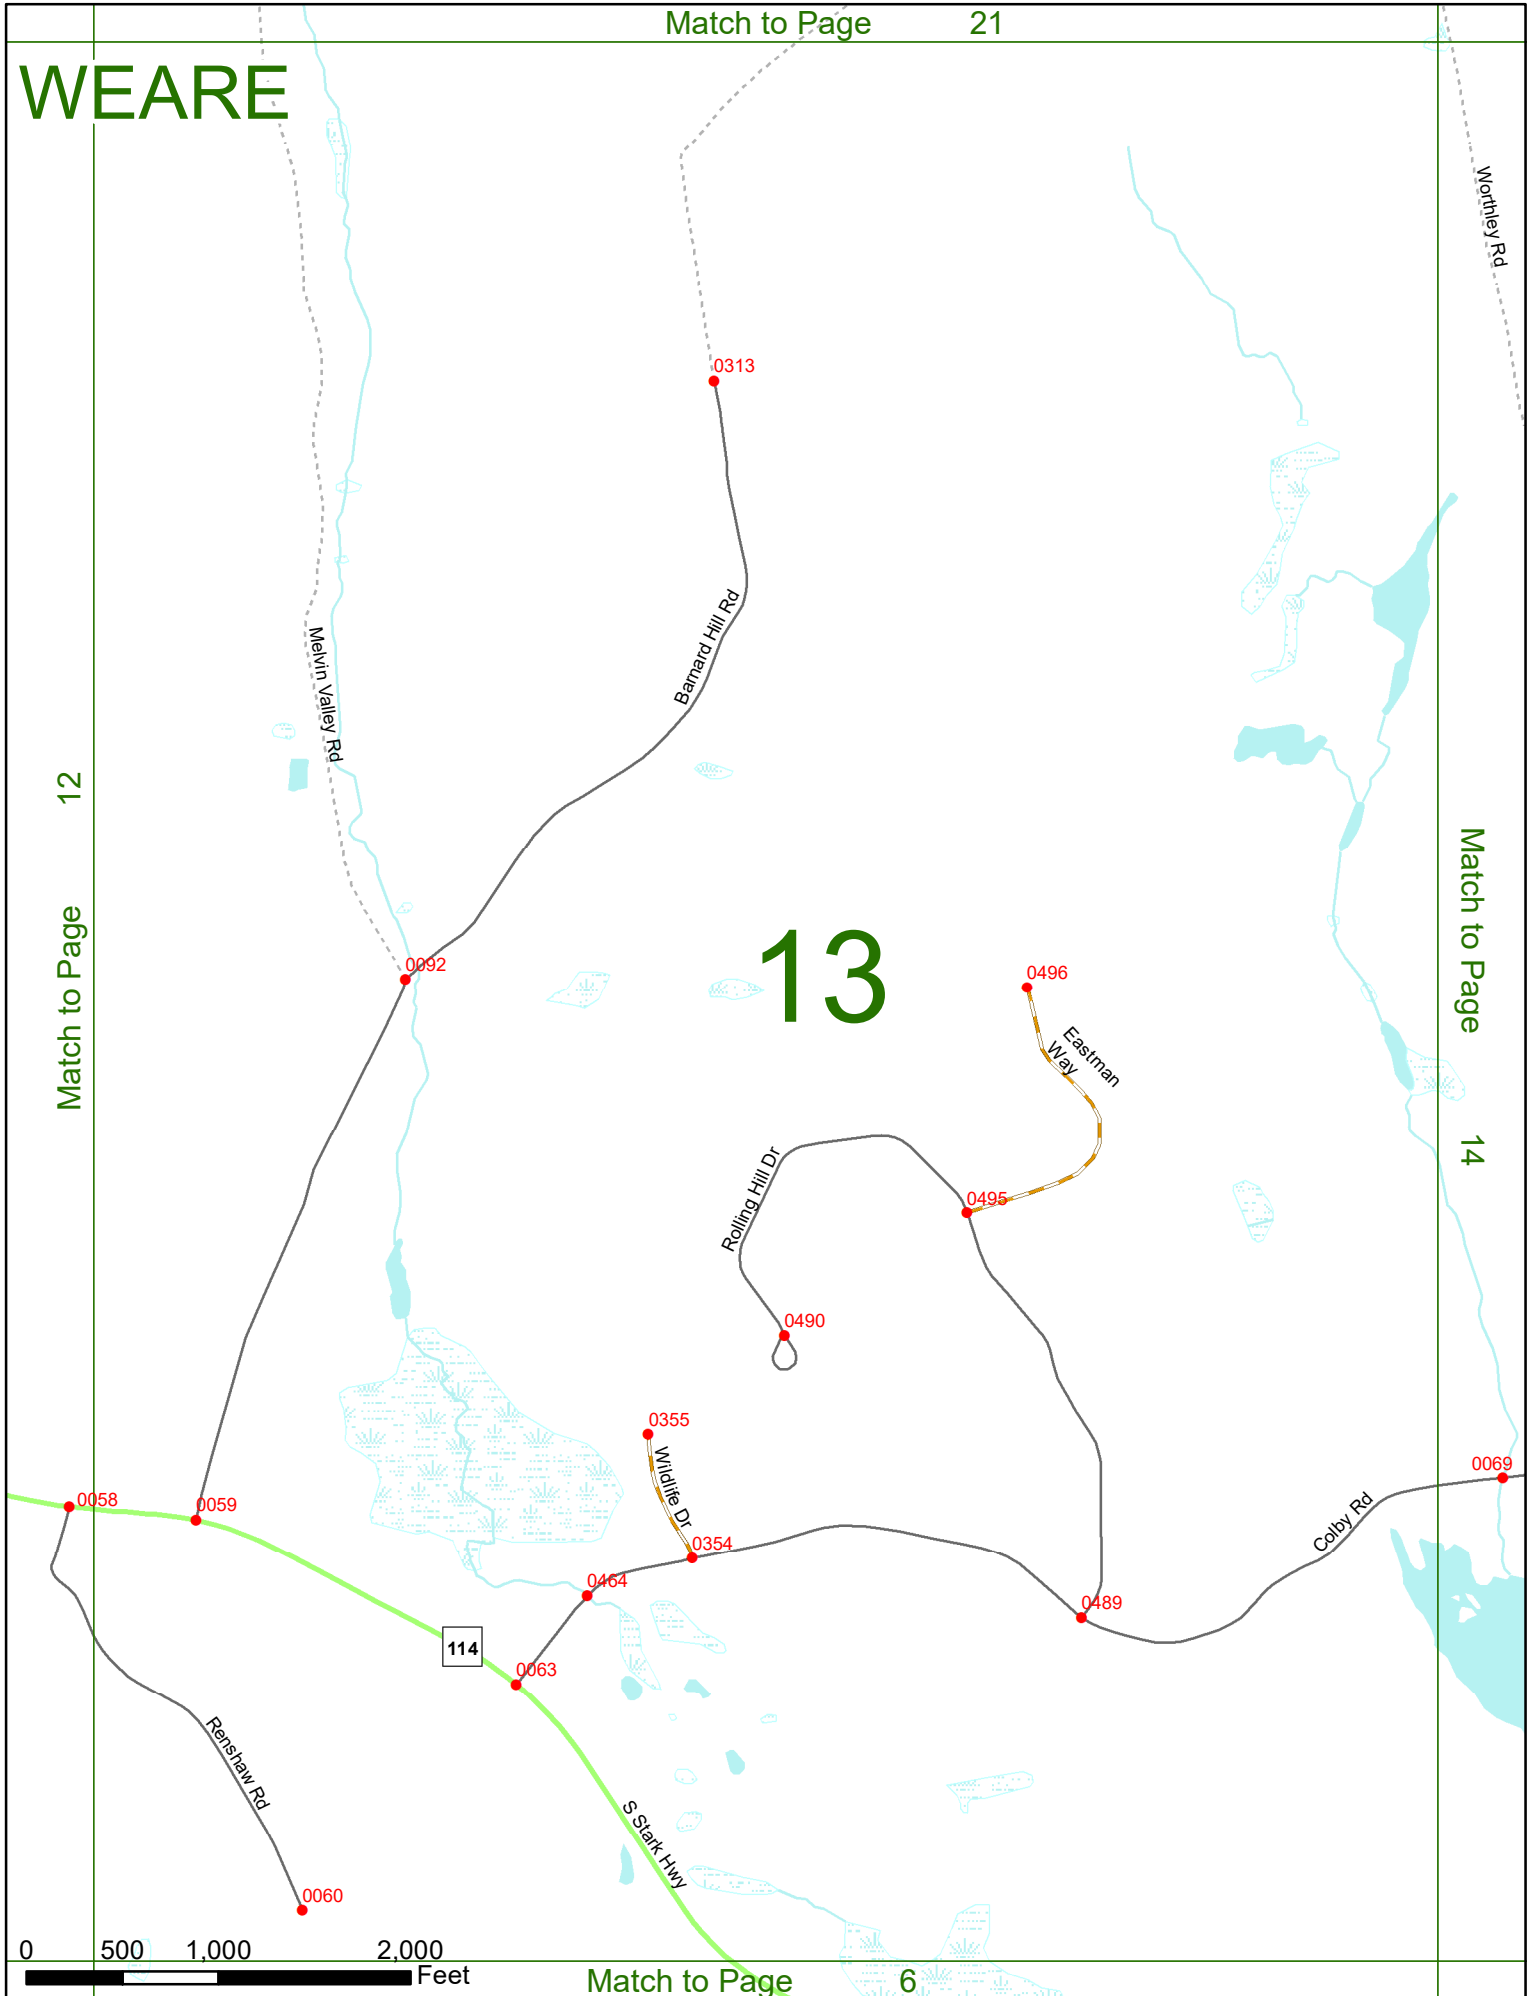 Match to Page 21
WEARE
Worthley Rd
0313
Barnard Hill Rd
Melvin Valley Rd
Match to Page 12
Match to Page 14
13
0092
0496
Eastman
Way
Rolling Hill Dr
0495
0490
0355
Wildlife Dr
0069
0058
0059
Colby Rd
0354
0464
0489
114
0063
Renshaw Rd
S Stark Hwy
0060
0 500 1,000 2,000
Feet
Match to Page 6